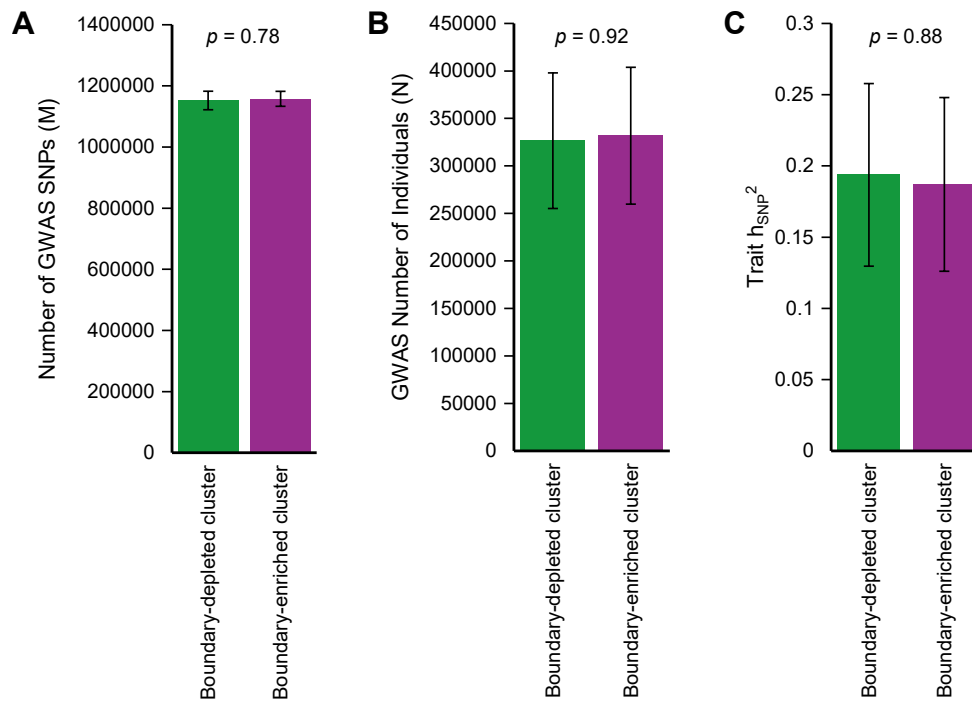 A
p = 0.78
Number of GWAS SNPs (M)
1400000
1200000
1000000
800000
600000
400000
200000
0
Boundary-depleted cluster
Boundary-enriched cluster
B
p = 0.92
GWAS Number of Individuals (N)
450000
400000
350000
300000
250000
200000
150000
100000
50000
0
Boundary-depleted cluster
Boundary-enriched cluster
C
p = 0.88
Trait hSNP²
0.3
0.25
0.2
0.15
0.1
0.05
0
Boundary-depleted cluster
Boundary-enriched cluster